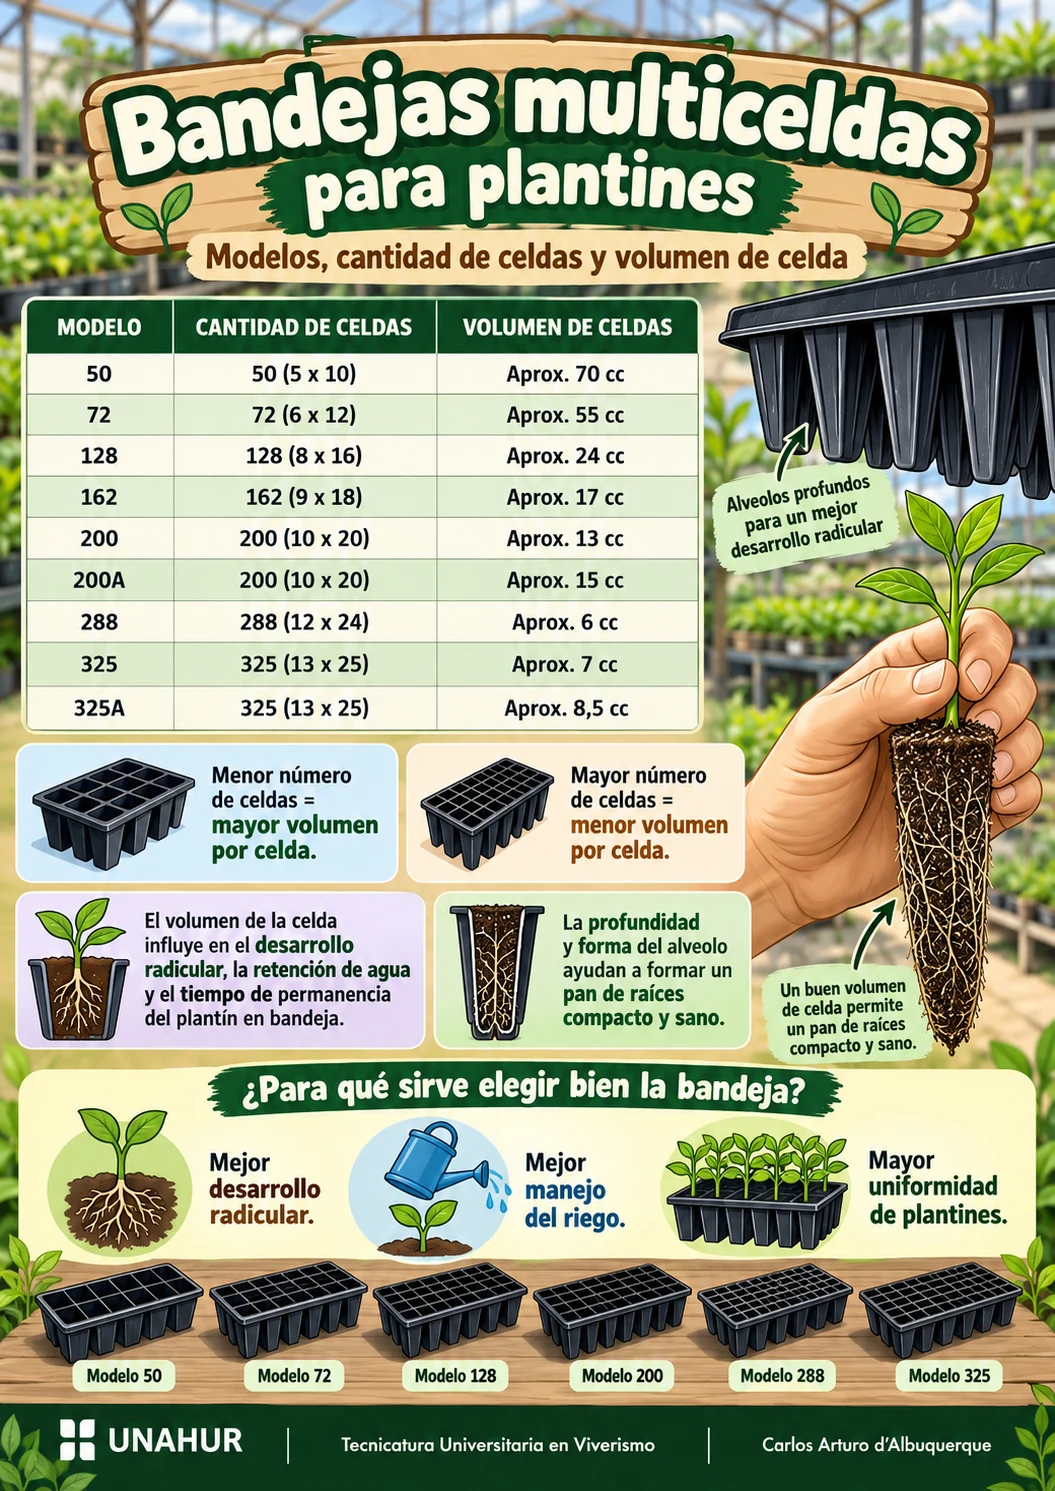 Bandejas multiceldas
para plantines
Modelos, cantidad de celdas y volumen de celda
MODELO CANTIDAD DE CELDAS VOLUMEN DE CELDAS
50 50 (5 x 10) Aprox. 70 cc
72 72 (6 x 12) Aprox. 55 cc
128 128 (8 x 16) Aprox. 24 cc
162 162 (9 x 18) Aprox. 17 cc
200 200 (10 x 20) Aprox. 13 cc
200A 200 (10 x 20) Aprox. 15 cc
288 288 (12 x 24) Aprox. 6 cc
325 325 (13 x 25) Aprox. 7 cc
325A 325 (13 x 25) Aprox. 8,5 cc
Alveolos profundos
para un mejor
desarrollo radicular
Menor número
de celdas =
mayor volumen
por celda.
Mayor número
de celdas =
menor volumen
por celda.
El volumen de la celda
influye en el desarrollo
radicular, la retención de agua
y el tiempo de permanencia
del plantín en bandeja.
La profundidad
y forma del alveolo
ayudan a formar un
pan de raíces
compacto y sano.
Un buen volumen
de celda permite
un pan de raíces
compacto y sano.
¿Para qué sirve elegir bien la bandeja?
Mejor
desarrollo
radicular.
Mejor
manejo
del riego.
Mayor
uniformidad
de plantines.
Modelo 50
Modelo 72
Modelo 128
Modelo 200
Modelo 288
Modelo 325
UNAHUR
Tecnicatura Universitaria en Viverismo
Carlos Arturo d'Albuquerque